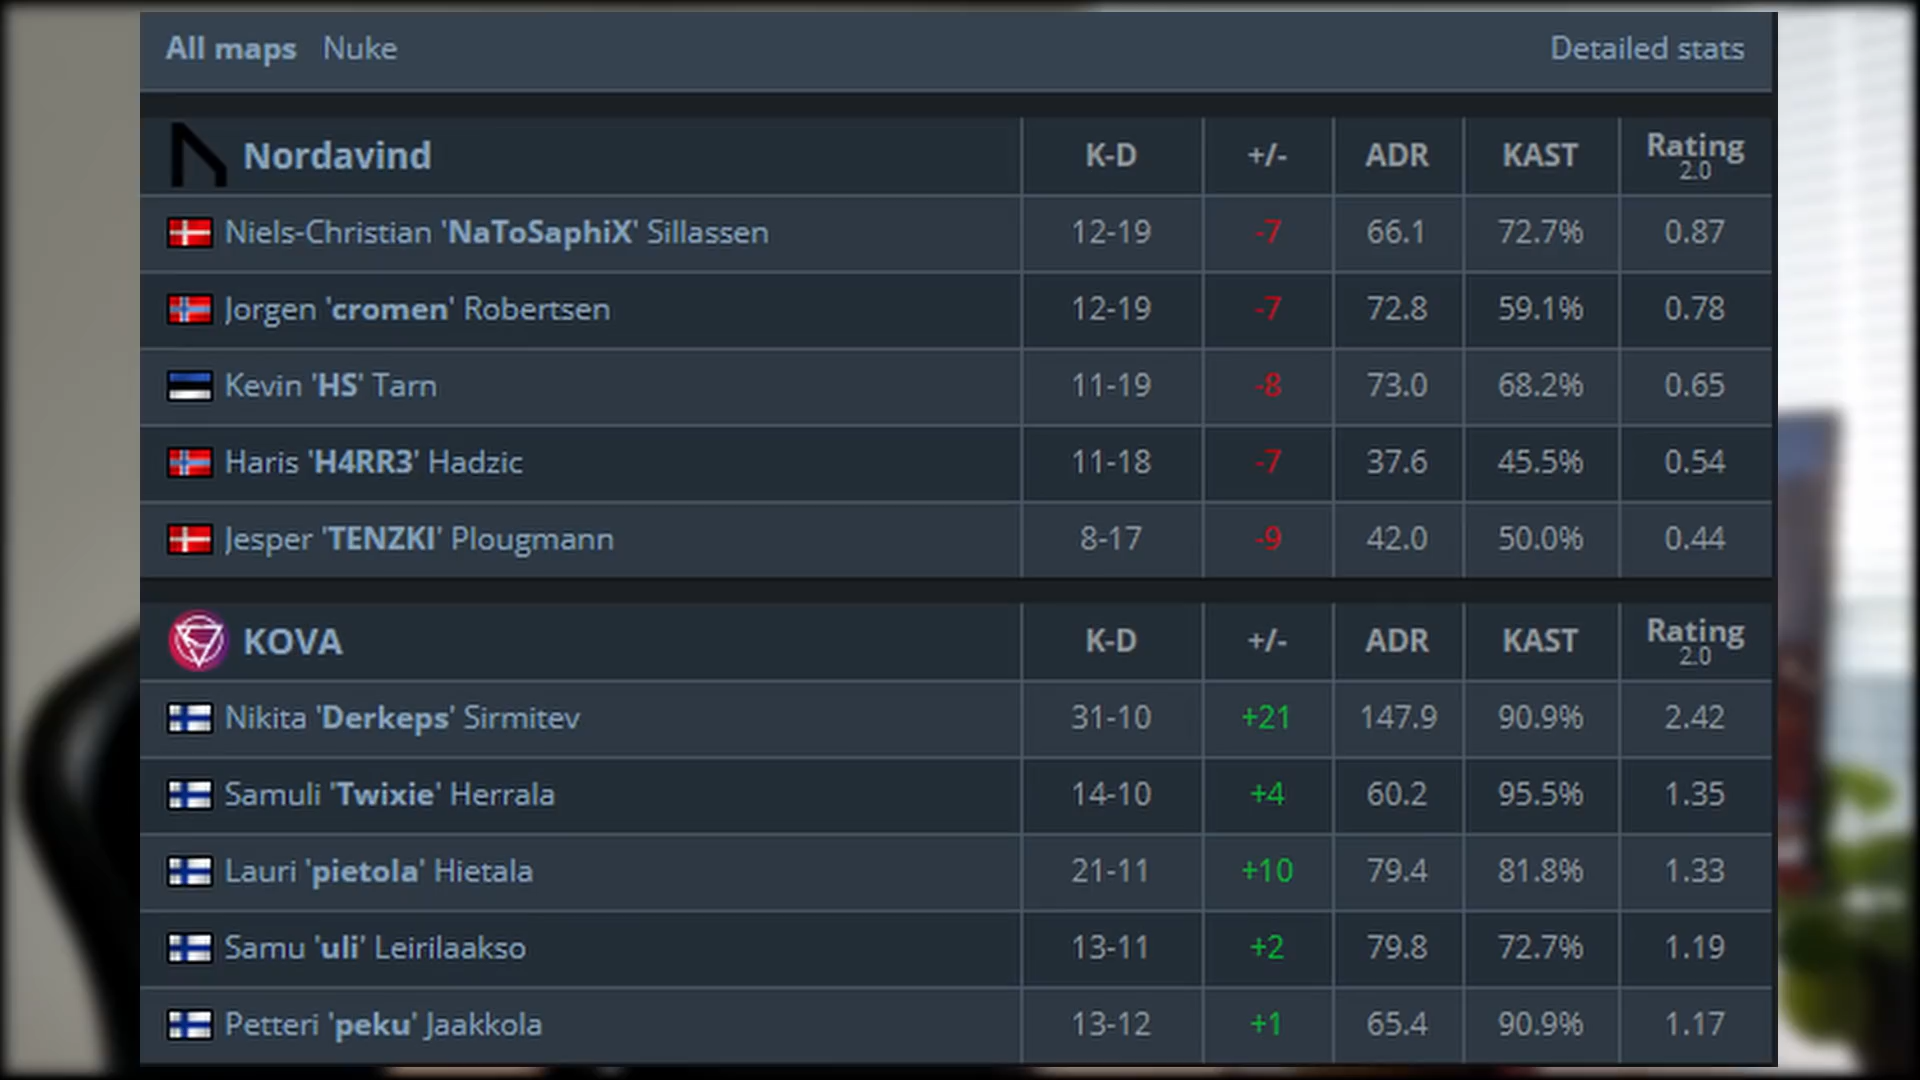 All maps Nuke Detailed stats
Nordavind K-D +/- ADR KAST Rating 2.0
Niels-Christian 'NaToSaphiX' Sillassen 12-19 -7 66.1 72.7% 0.87
Jorgen 'cromen' Robertsen 12-19 -7 72.8 59.1% 0.78
Kevin 'HS' Tarn 11-19 -8 73.0 68.2% 0.65
Haris 'H4RR3' Hadzic 11-18 -7 37.6 45.5% 0.54
Jesper 'TENZKI' Plougmann 8-17 -9 42.0 50.0% 0.44
KOVA K-D +/- ADR KAST Rating 2.0
Nikita 'Derkeps' Sirmitev 31-10 +21 147.9 90.9% 2.42
Samuli 'Twixie' Herrala 14-10 +4 60.2 95.5% 1.35
Lauri 'pietola' Hietala 21-11 +10 79.4 81.8% 1.33
Samu 'uli' Leirilaakso 13-11 +2 79.8 72.7% 1.19
Petteri 'peku' Jaakkola 13-12 +1 65.4 90.9% 1.17